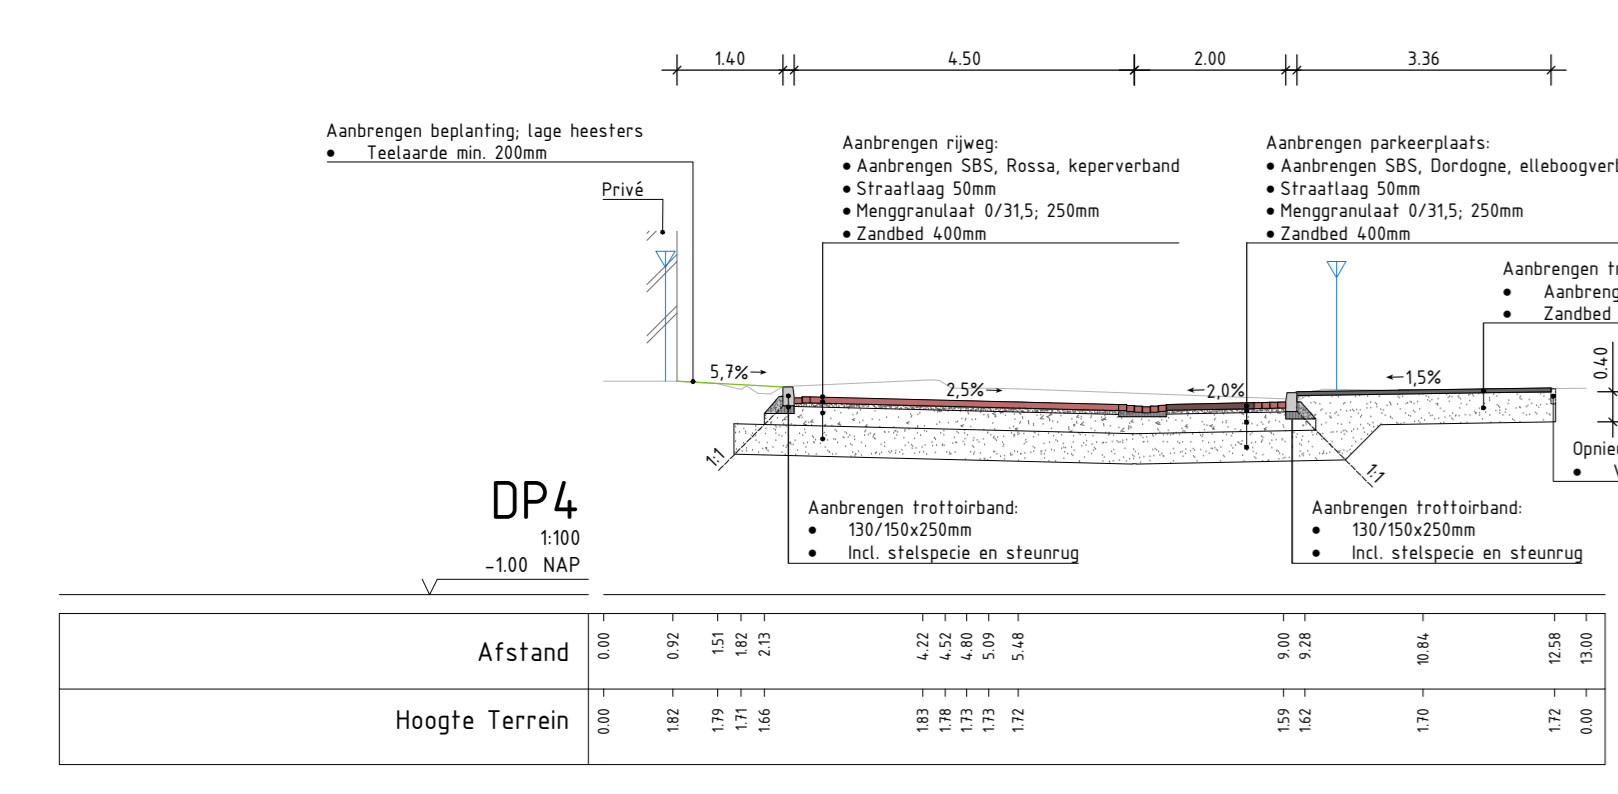 1.40
4.50
2.00
3.36
Aanbrengen beplanting; lage heesters
• Teelaarde min. 200mm
Privé
Aanbrengen rijweg:
• Aanbrengen SBS, Rossa, keperverband
• Straatlaag 50mm
• Menggranulaat 0/31,5; 250mm
• Zandbed 400mm
Aanbrengen parkeerplaats:
• Aanbrengen SBS, Dordogne,
• Straatlaag 50mm
• Menggranulaat 0/31,5; 250mm
• Zandbed 400mm
Aanbrengen
•
• Zandbed
0.40
5,7%→
2,5%→
←2,0%
←1,5%
1:1
1:1
•
Aanbrengen trottoirband:
• 130/150x250mm
• Incl. stelspecie en steunrug
Aanbrengen trottoirband:
• 130/150x250mm
• Incl. stelspecie en steunrug
DP4
1:100
-1.00 NAP
Afstand 0.00 0.92 1.51 1.82 2.13 4.22 4.52 4.80 5.09 5.48 9.00 9.28 10.84 12.58 13.00
Hoogte Terrein 0.00 1.82 1.79 1.71 1.66 1.83 1.78 1.73 1.73 1.72 1.59 1.62 1.70 1.72 0.00